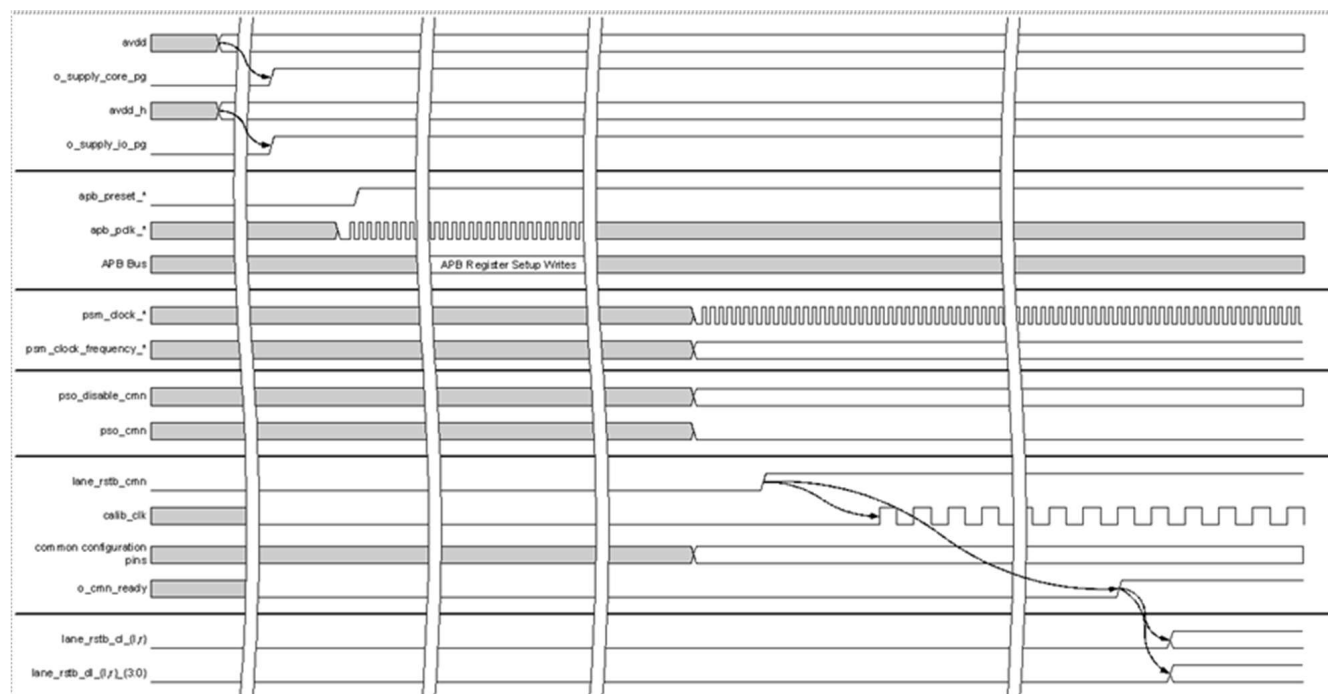 avdd
o_supply_core_pg
avdd_h
o_supply_io_pg
apb_preset_*
apb_pclk_*
APB Bus
APB Register Setup Writes
psm_clock_*
psm_clock_frequency_*
pso_disable_cmn
pso_cmn
lane_rstb_cmn
calib_clk
common configuration
pins
o_cmn_ready
lane_rstb_cl_(l,r)
lane_rstb_dl_(l,r)_(3:0)